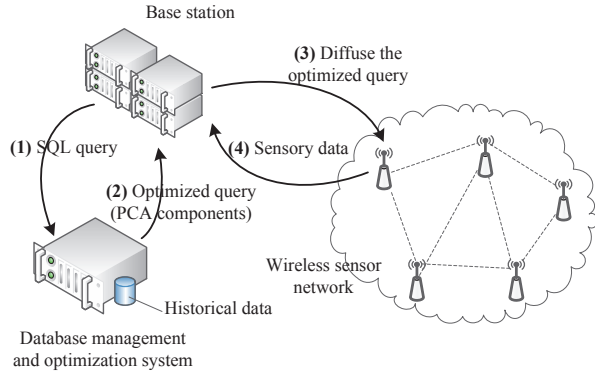 Base station
(3) Diffuse the
optimized query
(1) SQL query
(4) Sensory data
(2) Optimized query
(PCA components)
Wireless sensor
network
Historical data
Database management
and optimization system